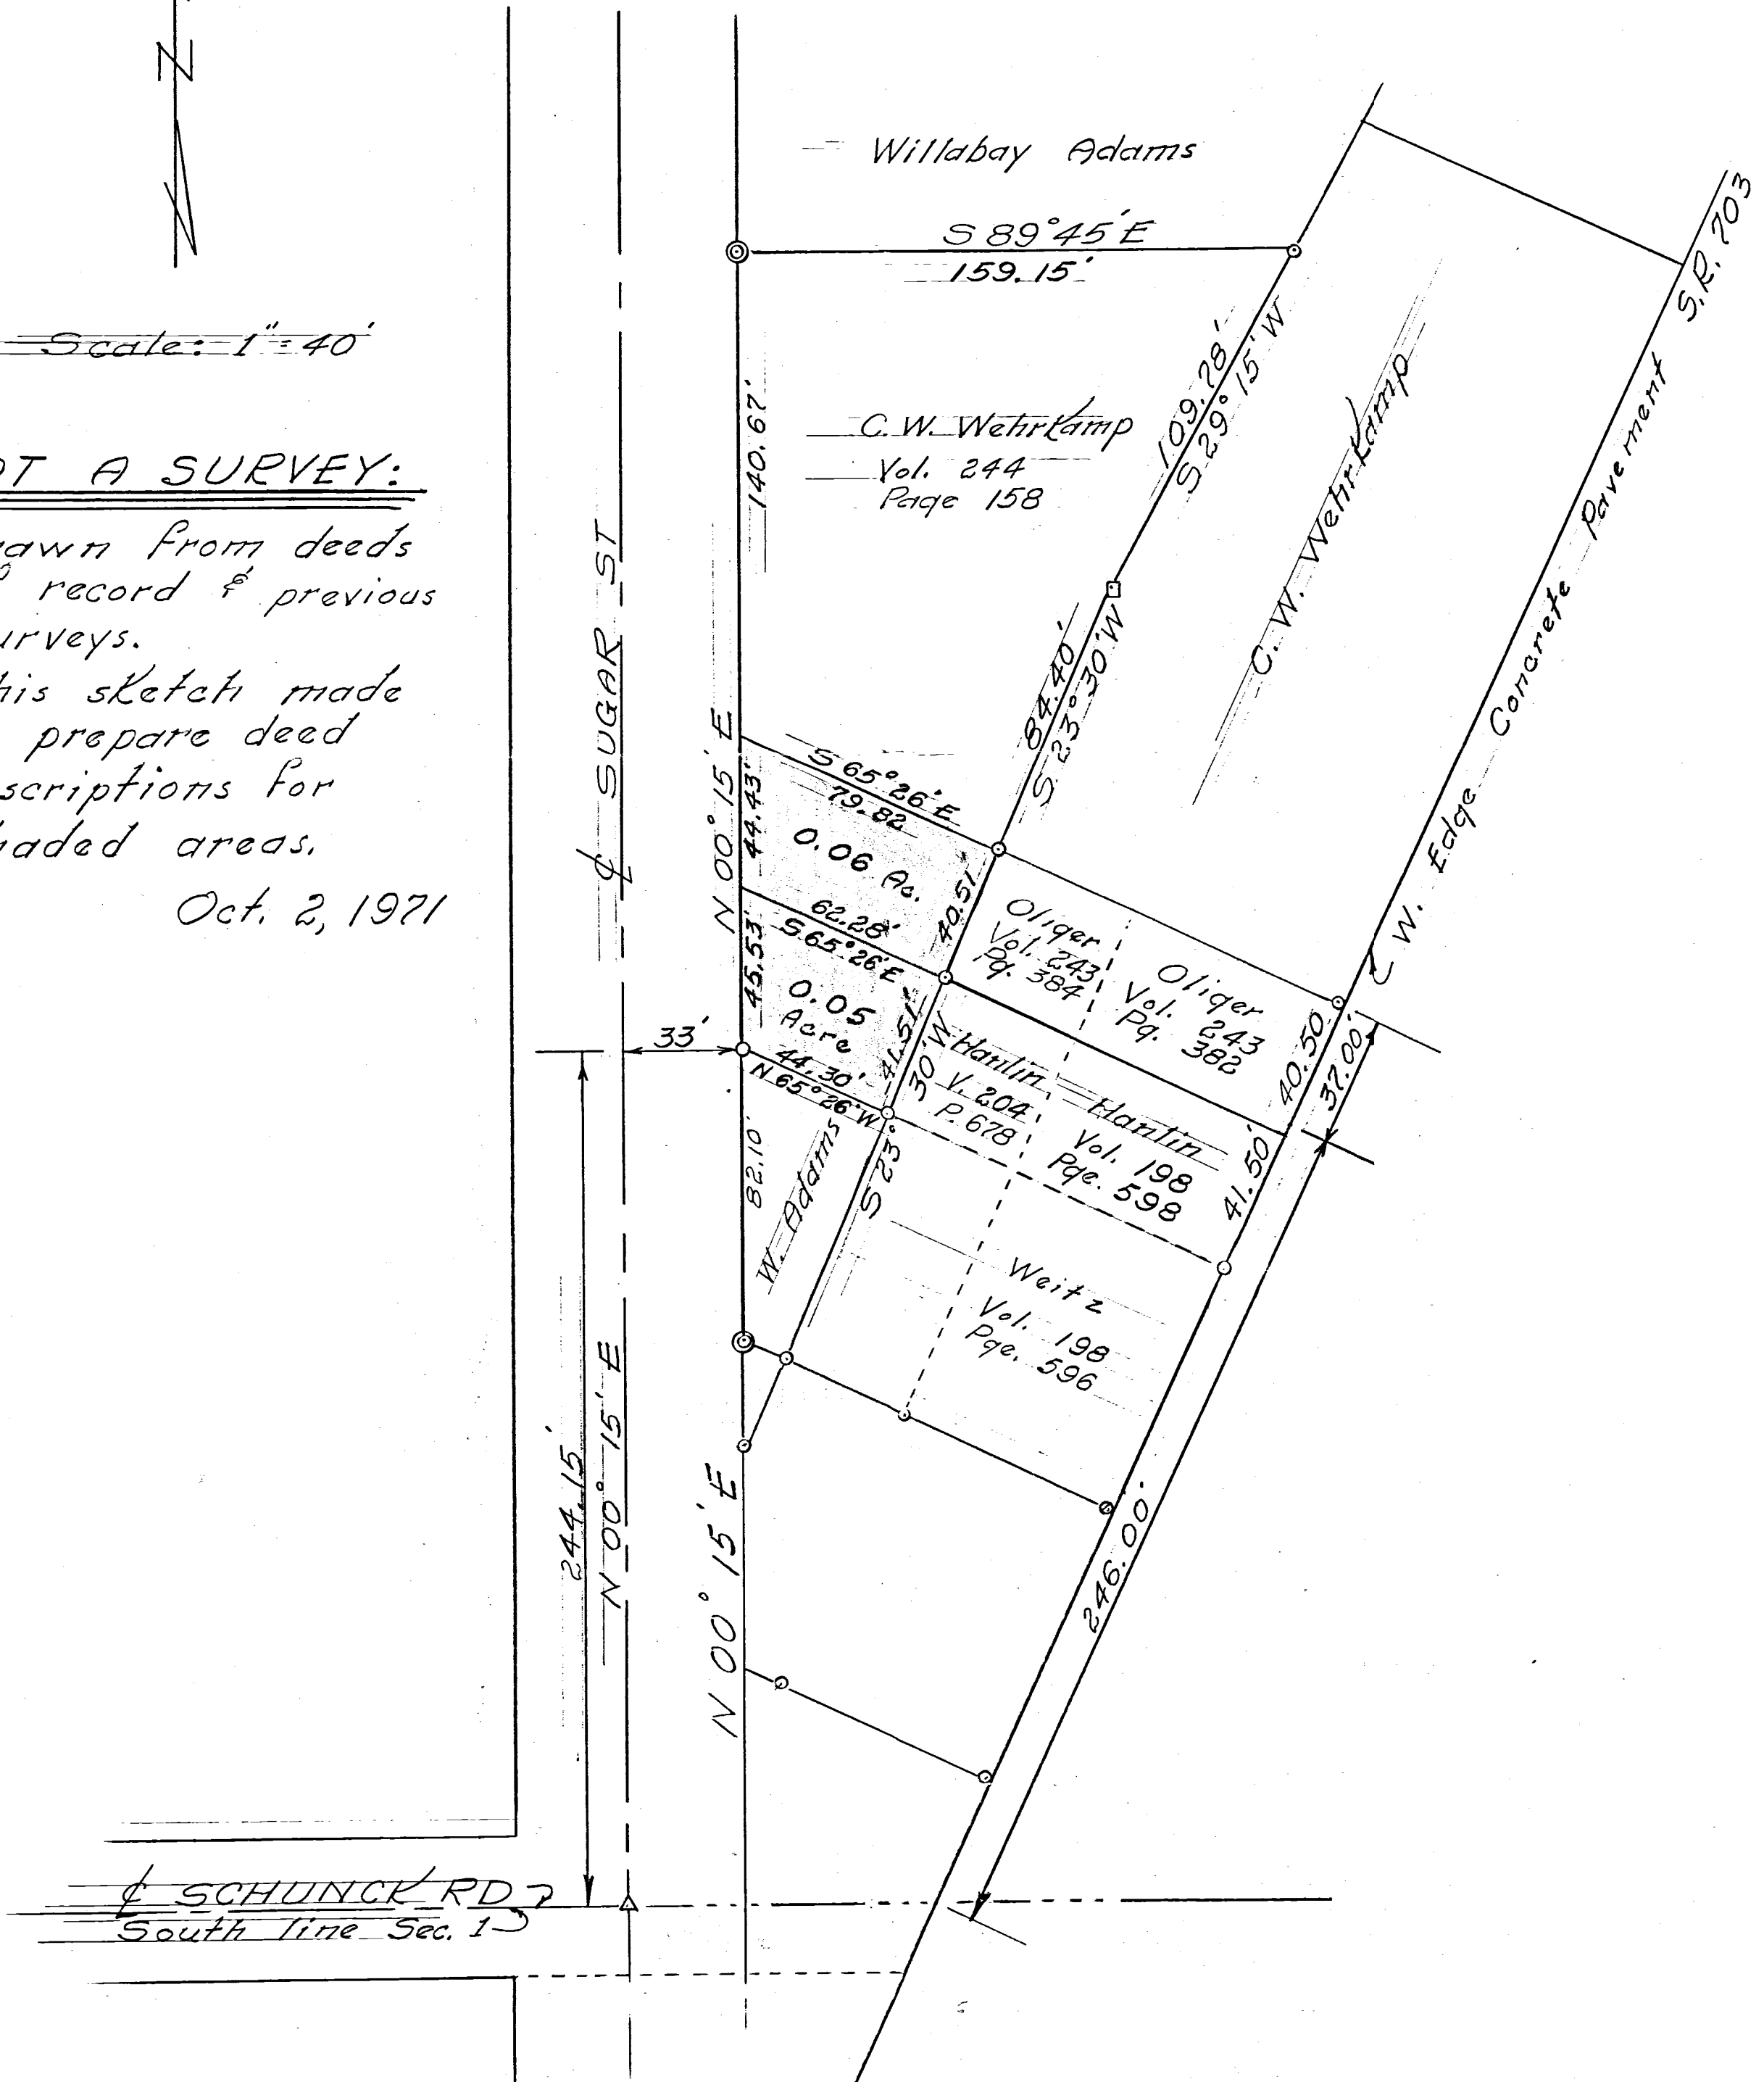 N
Scale: 1" = 40'
OT A SURVEY:
awn from deeds
record & previous
urveys.
his sketch made
prepare deed
scriptions for
haded areas.
Oct. 2, 1971
Willabay Adams
S 89° 45' E
159.15'
C. W. Wehrkamp
Vol. 244
Page 158
140.67'
109.78'
S 29° 15' W
84.40'
S 23° 30' W
C. W. Wehrkamp
S.R. 703
W. Edge Concrete Pavement
℄ SUGAR ST
N 00° 15' E
S 65° 26' E
79.82
44.43'
0.06 Ac.
40.51'
62.28'
S 65° 26' E
45.53'
0.05
Acre
41.51'
33'
44.30'
N 65° 26' W
Oliger
Vol. 243
Pg. 384
Oliger
Vol. 243
Pg. 382
40.50
37.00'
Hanlin
V. 204
P. 678
Hanlin
Vol. 198
Pge. 598
41.50'
S 23° 30' W
82.10'
W. Adams
Weitz
Vol. 198
Pge. 596
244.15'
N 00° 15' E
N 00° 15' E
246.00'
℄ SCHUNCK RD
South line Sec. 1